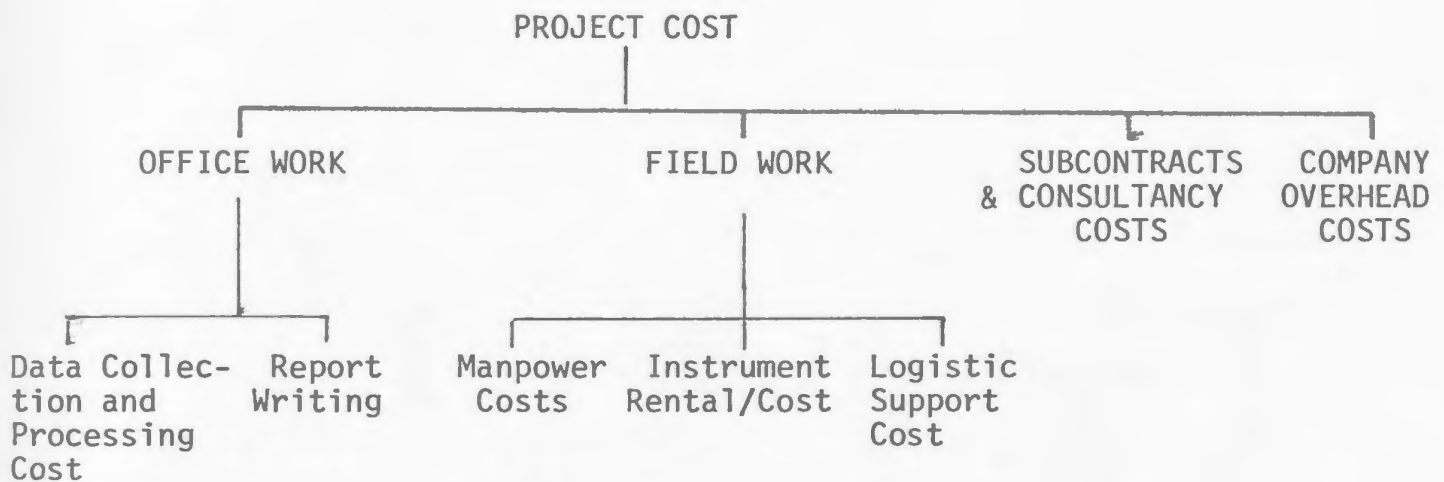 PROJECT COST
OFFICE WORK
FIELD WORK
SUBCONTRACTS
& CONSULTANCY
COSTS
COMPANY
OVERHEAD
COSTS
Data Collec-
tion and
Processing
Cost
Report
Writing
Manpower
Costs
Instrument
Rental/Cost
Logistic
Support
Cost